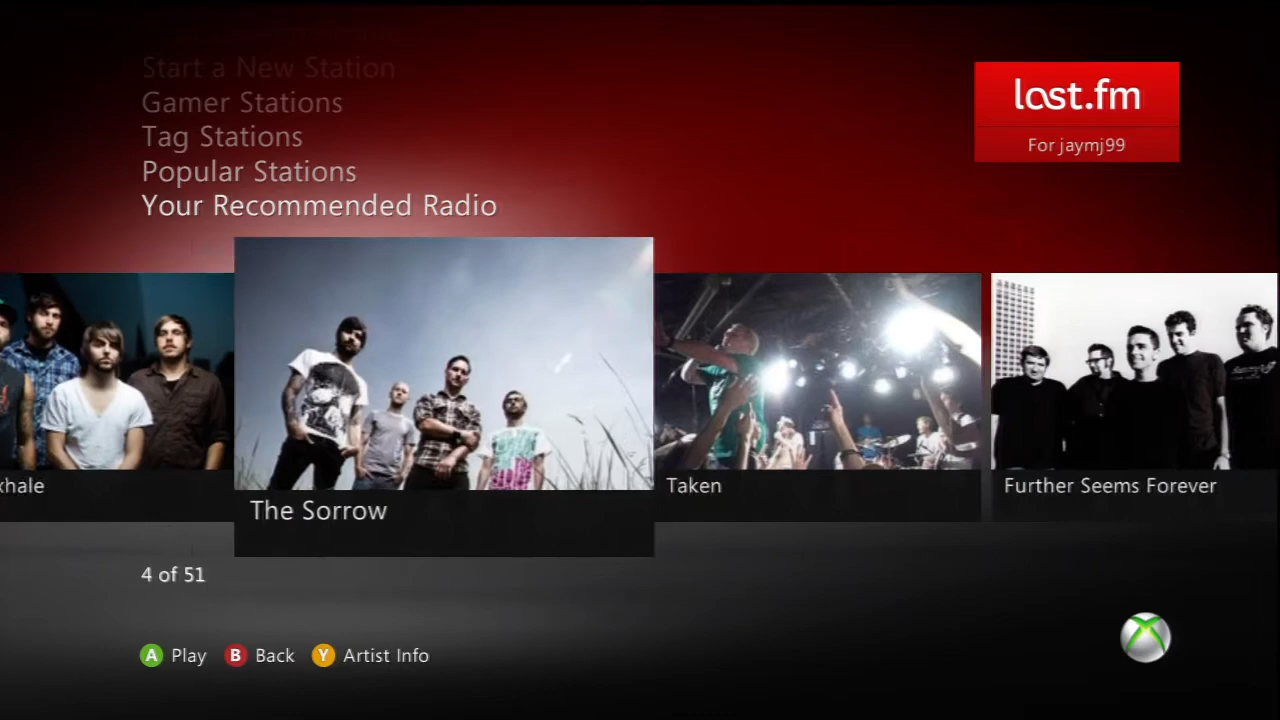 Start a New Station
Gamer Stations
Tag Stations
Popular Stations
Your Recommended Radio
last.fm
For jaymj99
The Sorrow
Taken
Further Seems Forever
4 of 51
A Play B Back Y Artist Info